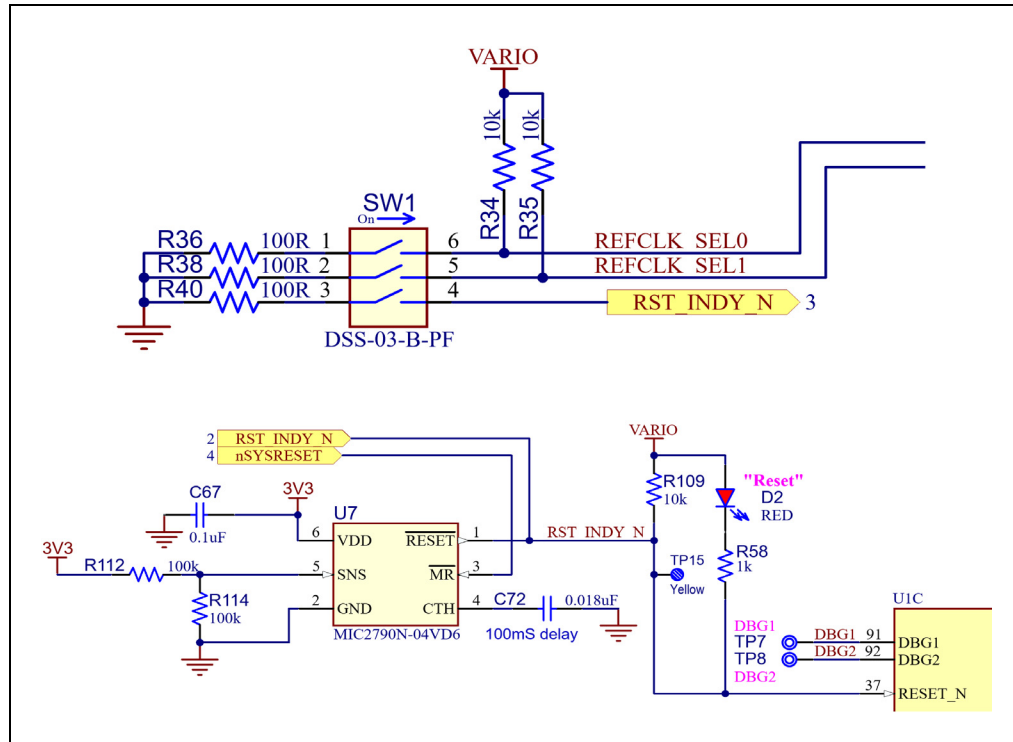 VARIO
10k 10k
R34 R35
SW1
On
R36 100R 1 6 REFCLK_SEL0
R38 100R 2 5 REFCLK_SEL1
R40 100R 3 4 RST_INDY_N 3
DSS-03-B-PF
2 RST_INDY_N
4 nSYSRESET
VARIO
C67
0.1uF
3V3
U7
R109
10k
"Reset"
D2
RED
6 VDD RESET 1 RST_INDY_N
3V3
R112 100k 5 SNS MR 3
TP15
Yellow
R58
1k
R114
100k
2 GND CTH 4 C72 0.018uF
MIC2790N-04VD6
100mS delay
U1C
DBG1
TP7 DBG1 91 DBG1
TP8 DBG2 92 DBG2
DBG2
37 RESET_N